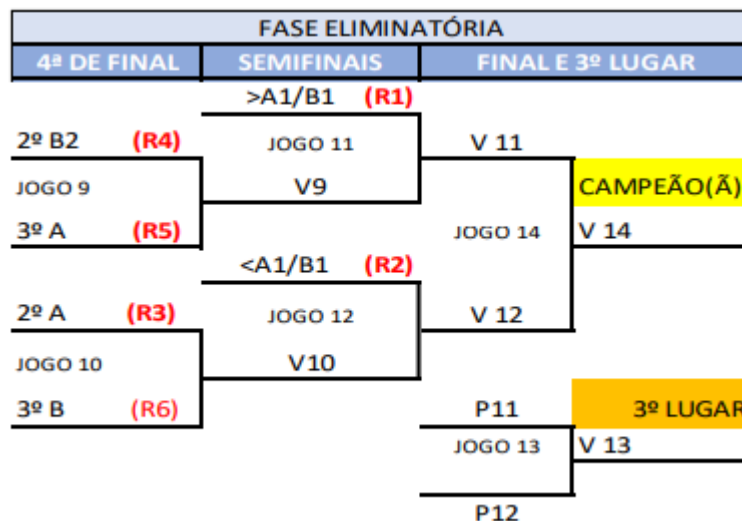 FASE ELIMINATÓRIA
4ª DE FINAL SEMIFINAIS FINAL E 3º LUGAR
>A1/B1 (R1)
2º B2 (R4) JOGO 11 V 11
JOGO 9 V9 CAMPEÃO(Ã)
3º A (R5) JOGO 14 V 14
<A1/B1 (R2)
2º A (R3) JOGO 12 V 12
JOGO 10 V10
3º B (R6) P11 3º LUGAR
JOGO 13 V 13
P12